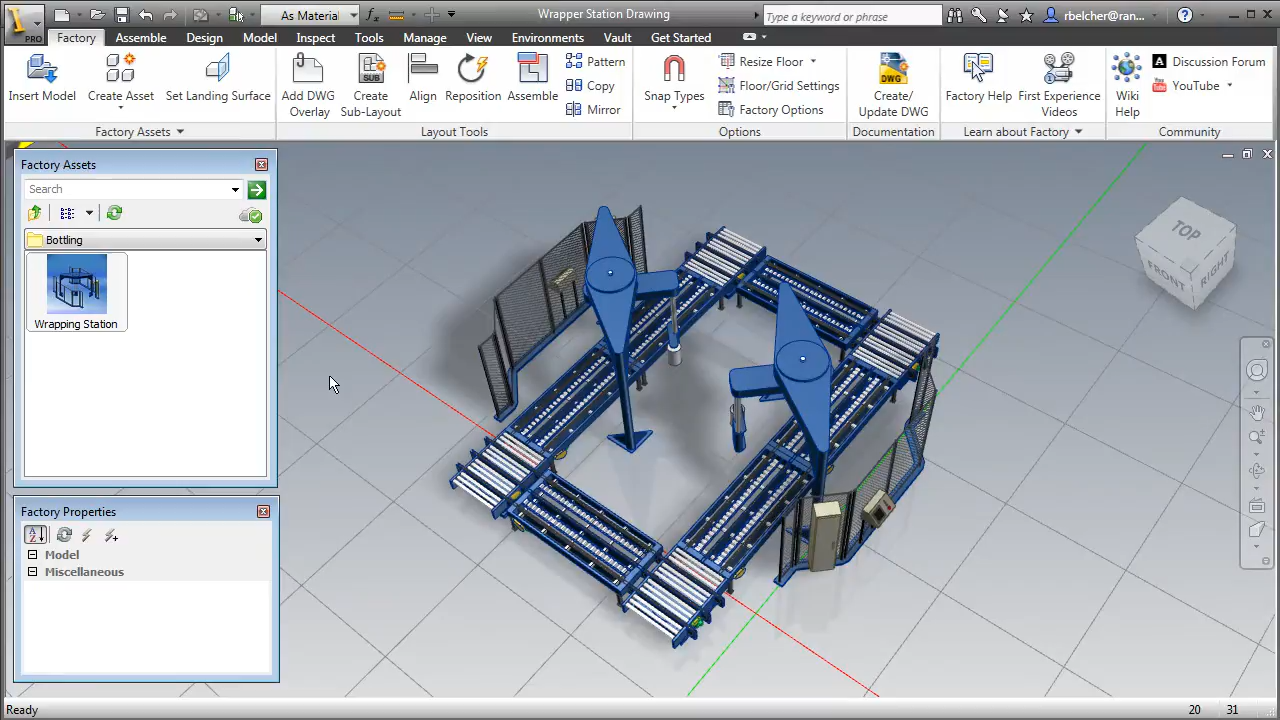 PRO
As Material
Wrapper Station Drawing
Type a keyword or phrase
rbelcher@ran...
Factory Assemble Design Model Inspect Tools Manage View Environments Vault Get Started
Insert Model
Create Asset
Set Landing Surface
Factory Assets
Add DWG Overlay
SUB
Create Sub-Layout
Align
Reposition
Assemble
Pattern
Copy
Mirror
Layout Tools
Snap Types
Resize Floor
Floor/Grid Settings
Factory Options
Options
DWG
Create/ Update DWG
Documentation
Factory Help
First Experience Videos
Learn about Factory
Wiki Help
Discussion Forum
YouTube
Community
Factory Assets
Search
Bottling
Wrapping Station
Factory Properties
Model
Miscellaneous
TOP
FRONT
RIGHT
Ready
20 31